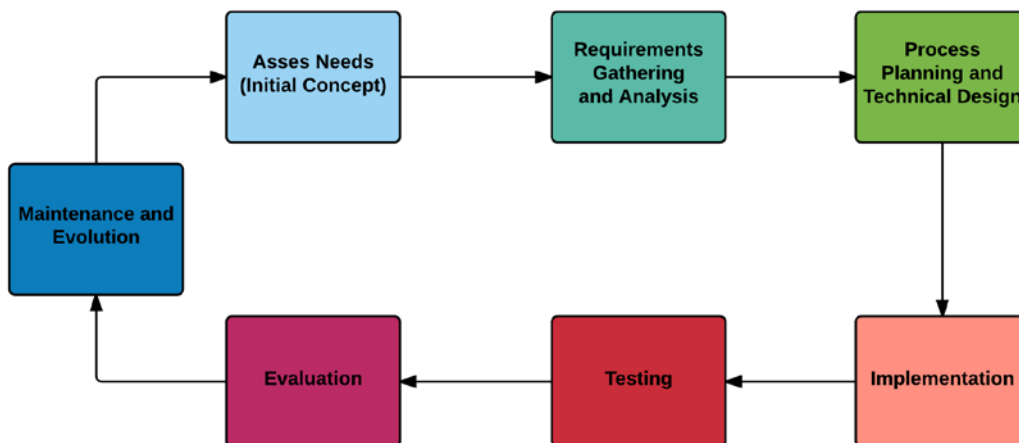 Asses Needs
(Initial Concept)
Requirements
Gathering
and Analysis
Process
Planning and
Technical Design
Maintenance and
Evolution
Evaluation
Testing
Implementation